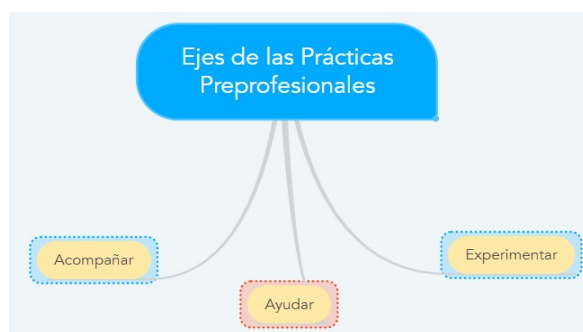 Ejes de las Prácticas
Preprofesionales
Acompañar
Ayudar
Experimentar